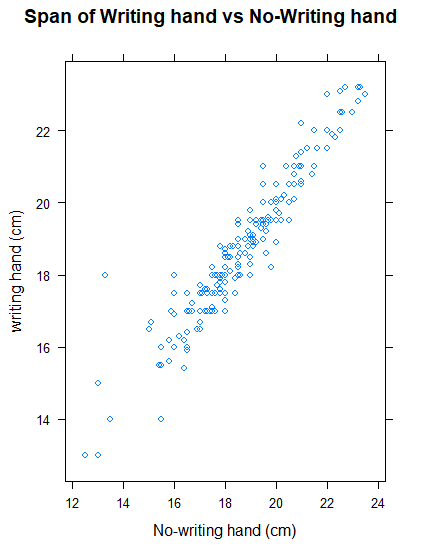 Span of Writing hand vs No-Writing hand
writing hand (cm)
22
20
18
16
14
12 14 16 18 20 22 24
No-writing hand (cm)